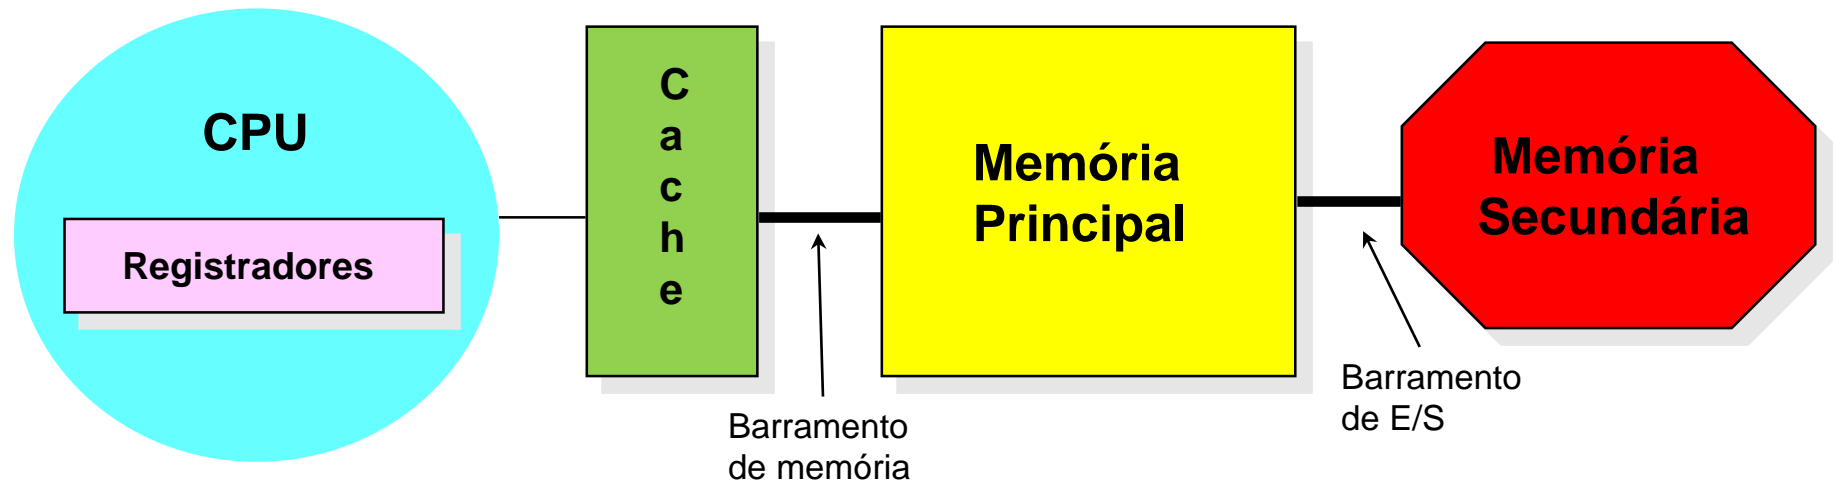 CPU
Registradores
C
a
c
h
e
Memória
Principal
Memória
Secundária
Barramento
de memória
Barramento
de E/S